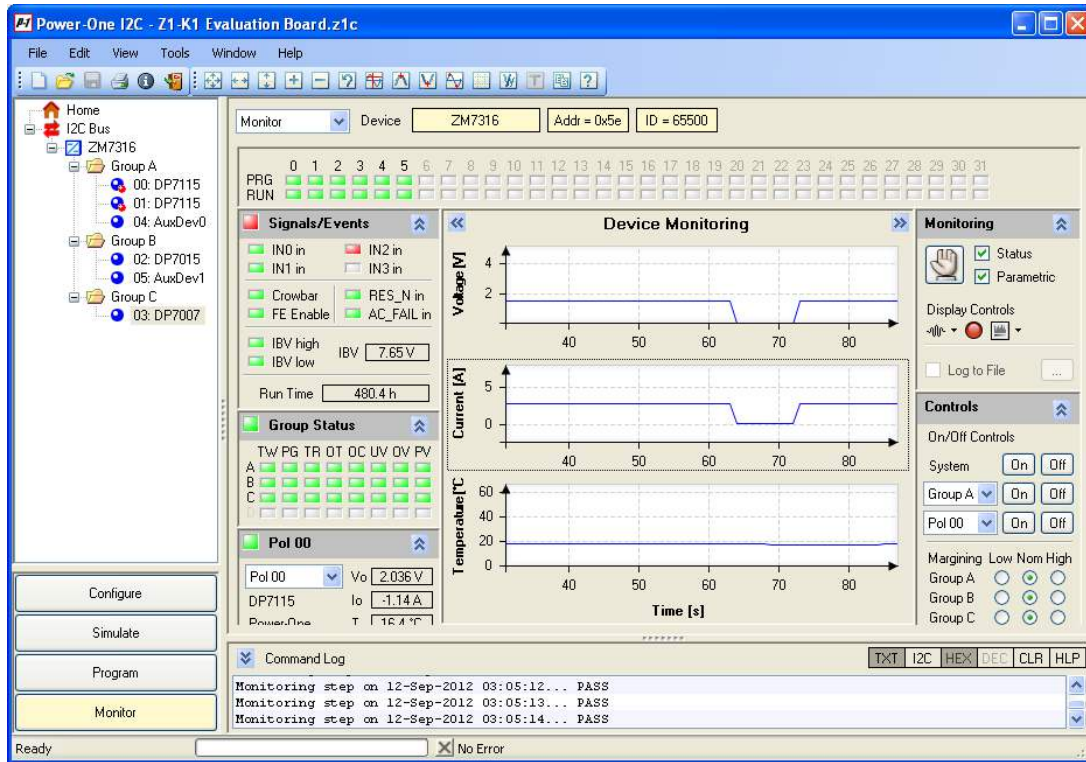 Power-One I2C - Z1-K1 Evaluation Board.z1c
File Edit View Tools Window Help
Home
I2C Bus
ZM7316
Group A
00: DP7115
01: DP7115
04: AuxDev0
Group B
02: DP7015
05: AuxDev1
Group C
03: DP7007
Configure
Simulate
Program
Monitor
Monitor Device ZM7316 Addr = 0x5e ID = 65500
0 1 2 3 4 5 6 7 8 9 10 11 12 13 14 15 16 17 18 19 20 21 22 23 24 25 26 27 28 29 30 31
PRG
RUN
Signals/Events
IN0 in IN2 in
IN1 in IN3 in
Crowbar RES_N in
FE Enable AC_FAIL in
IBV high
IBV 7.65 V
IBV low
Run Time 480.4 h
Group Status
TW PG TR OT OC UV OV PV
A
B
C
D
Pol 00
Pol 00 Vo 2.036 V
DP7115 Io -1.14 A
Power-One T 16.4 °C
Device Monitoring
Voltage [V]
4
2
40 50 60 70 80
Current [A]
5
0
40 50 60 70 80
Temperature[°C
60
40
20
0
40 50 60 70 80
Time [s]
Monitoring
Status
Parametric
Display Controls
Log to File ...
Controls
On/Off Controls
System On Off
Group A On Off
Pol 00 On Off
Margining Low Nom High
Group A
Group B
Group C
Command Log TXT I2C HEX DEC CLR HLP
Monitoring step on 12-Sep-2012 03:05:12... PASS
Monitoring step on 12-Sep-2012 03:05:13... PASS
Monitoring step on 12-Sep-2012 03:05:14... PASS
Ready No Error